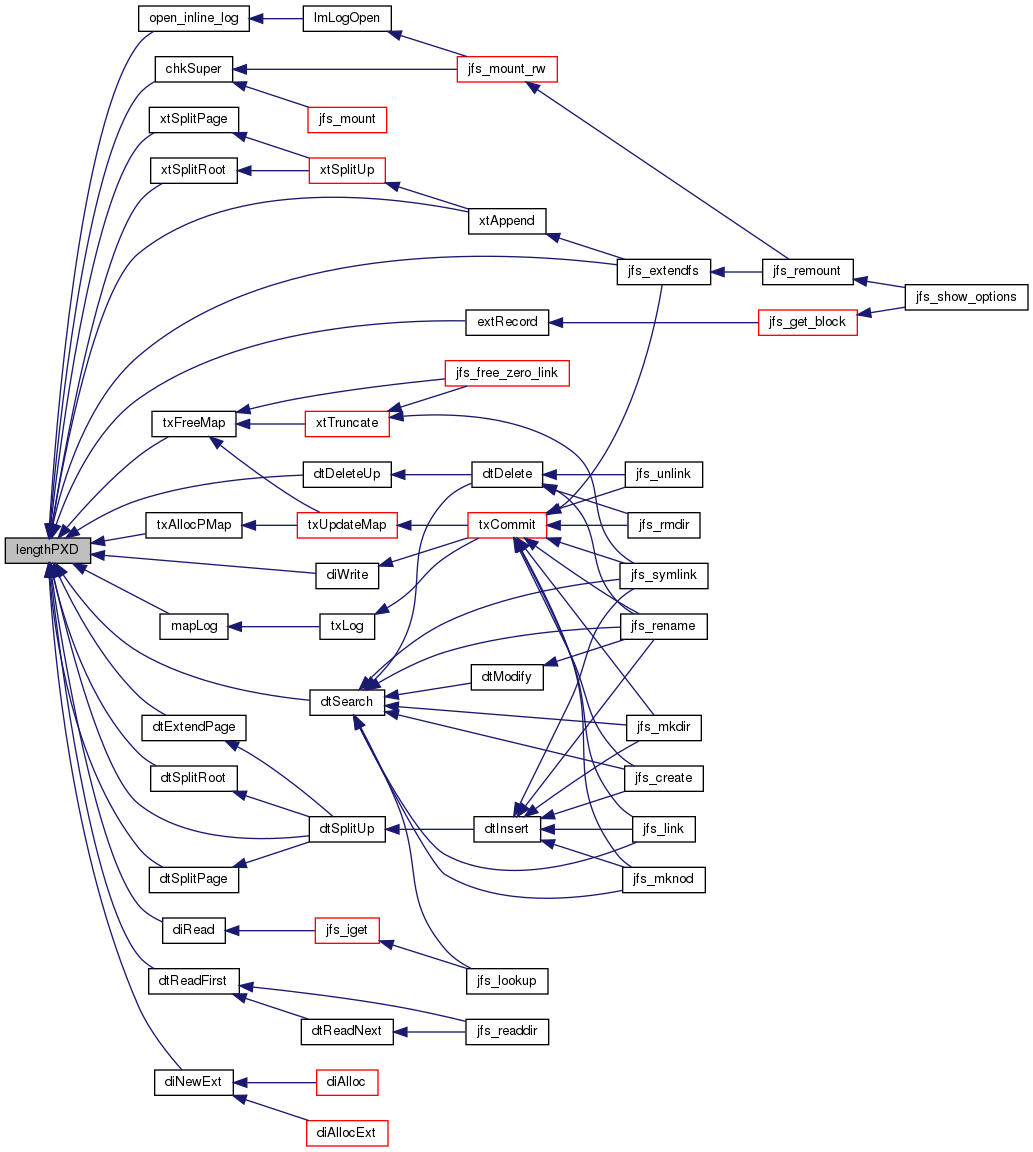 open_inline_log
lmLogOpen
chkSuper
jfs_mount_rw
jfs_mount
xtSplitPage
xtSplitRoot
xtSplitUp
xtAppend
jfs_extendfs
jfs_remount
jfs_show_options
extRecord
jfs_get_block
jfs_free_zero_link
txFreeMap
xtTruncate
dtDeleteUp
dtDelete
jfs_unlink
txAllocPMap
txUpdateMap
txCommit
jfs_rmdir
lengthPXD
diWrite
jfs_symlink
mapLog
txLog
jfs_rename
dtModify
dtSearch
dtExtendPage
jfs_mkdir
dtSplitRoot
jfs_create
dtSplitUp
dtInsert
jfs_link
dtSplitPage
jfs_mknod
diRead
jfs_iget
dtReadFirst
jfs_lookup
dtReadNext
jfs_readdir
diNewExt
diAlloc
diAllocExt